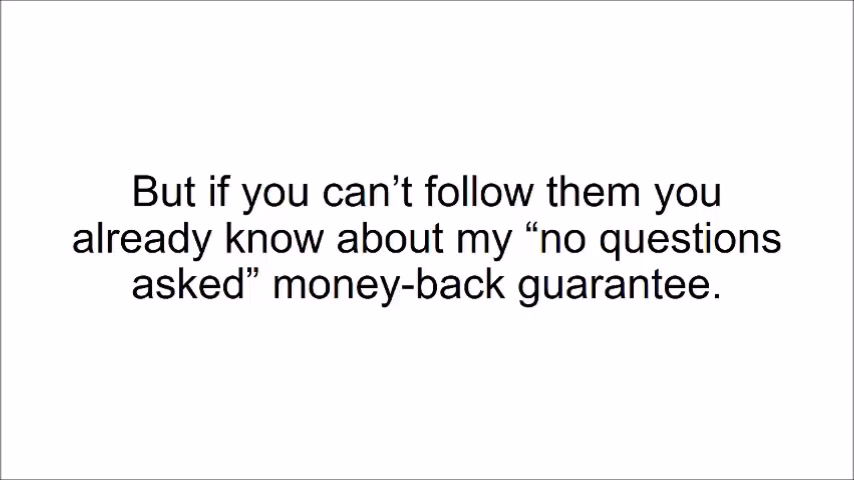 But if you can’t follow them you
already know about my “no questions
asked” money-back guarantee.